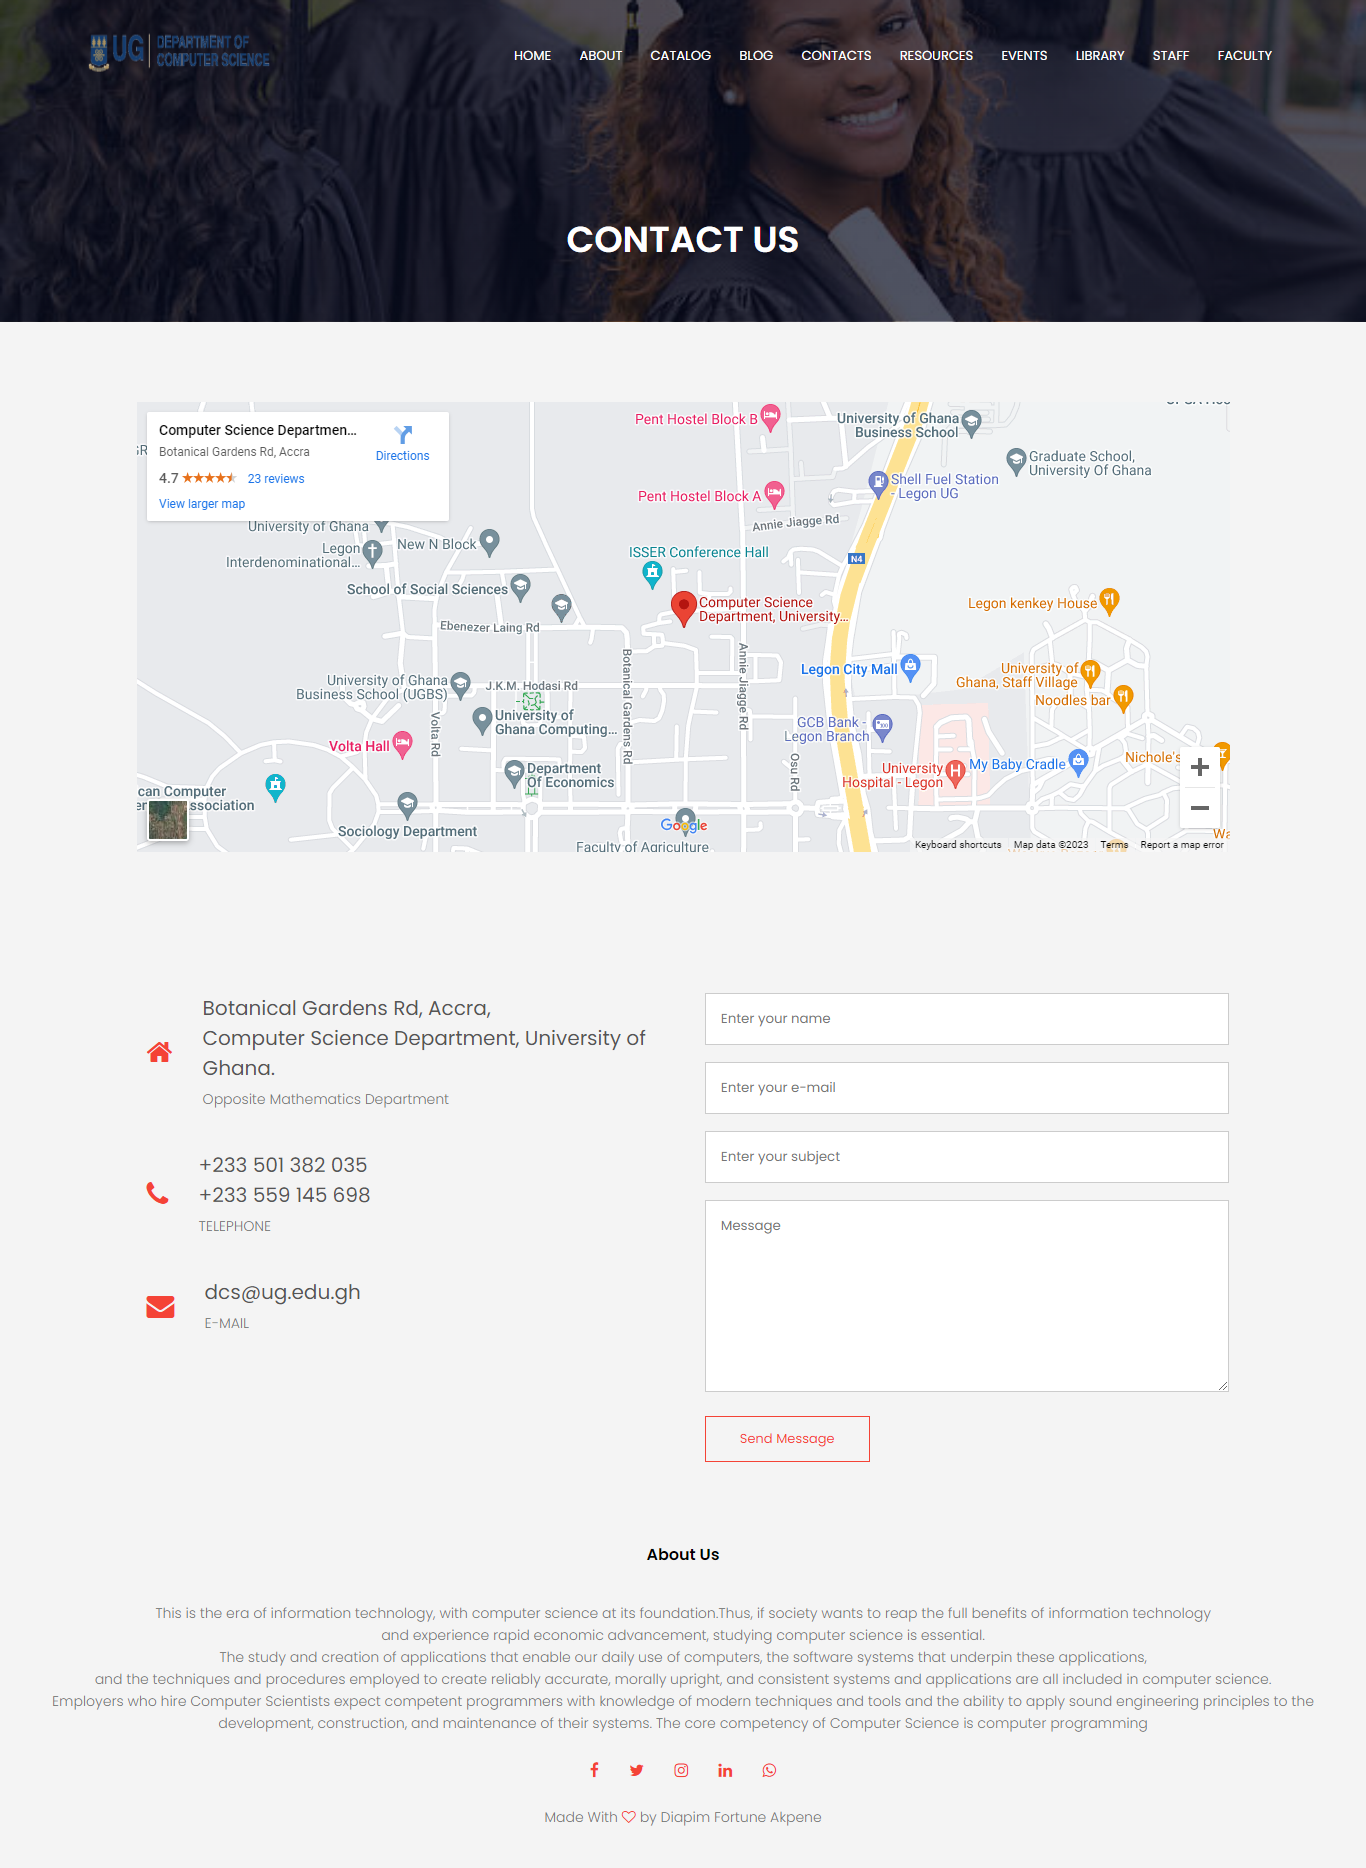 UG DEPARTMENT OF
COMPUTER SCIENCE
HOME ABOUT CATALOG BLOG CONTACTS RESOURCES EVENTS LIBRARY STAFF FACULTY
CONTACT US
Computer Science Departmen...
Botanical Gardens Rd, Accra
4.7
23 reviews
View larger map
Directions
Pent Hostel Block B
University of Ghana
Business School
Graduate School,
University Of Ghana
Shell Fuel Station
- Legon UG
Pent Hostel Block A
Annie Jiagge Rd
University of Ghana
Legon
Interdenominational...
New N Block
ISSER Conference Hall
N4
School of Social Sciences
Computer Science
Department, University...
Legon kenkey House
Ebenezer Laing Rd
Botanical Gardens Rd
Annie Jiagge Rd
Legon City Mall
University of
Ghana, Staff Village
Noodles bar
University of Ghana
Business School (UGBS)
J.K.M. Hodasi Rd
University of
Ghana Computing...
Volta Rd
Volta Hall
GCB Bank -
Legon Branch
Osu Rd
Department
Of Economics
University
Hospital - Legon
My Baby Cradle
Nichole's
can Computer
ssociation
Sociology Department
Google
Faculty of Agriculture
Wa
Keyboard shortcuts Map data ©2023 Terms Report a map error
Botanical Gardens Rd, Accra,
Computer Science Department, University of
Ghana.
Opposite Mathematics Department
+233 501 382 035
+233 559 145 698
TELEPHONE
dcs@ug.edu.gh
E-MAIL
Enter your name
Enter your e-mail
Enter your subject
Message
Send Message
About Us
This is the era of information technology, with computer science at its foundation.Thus, if society wants to reap the full benefits of information technology
and experience rapid economic advancement, studying computer science is essential.
The study and creation of applications that enable our daily use of computers, the software systems that underpin these applications,
and the techniques and procedures employed to create reliably accurate, morally upright, and consistent systems and applications are all included in computer science.
Employers who hire Computer Scientists expect competent programmers with knowledge of modern techniques and tools and the ability to apply sound engineering principles to the
development, construction, and maintenance of their systems. The core competency of Computer Science is computer programming
Made With ♡ by Diapim Fortune Akpene